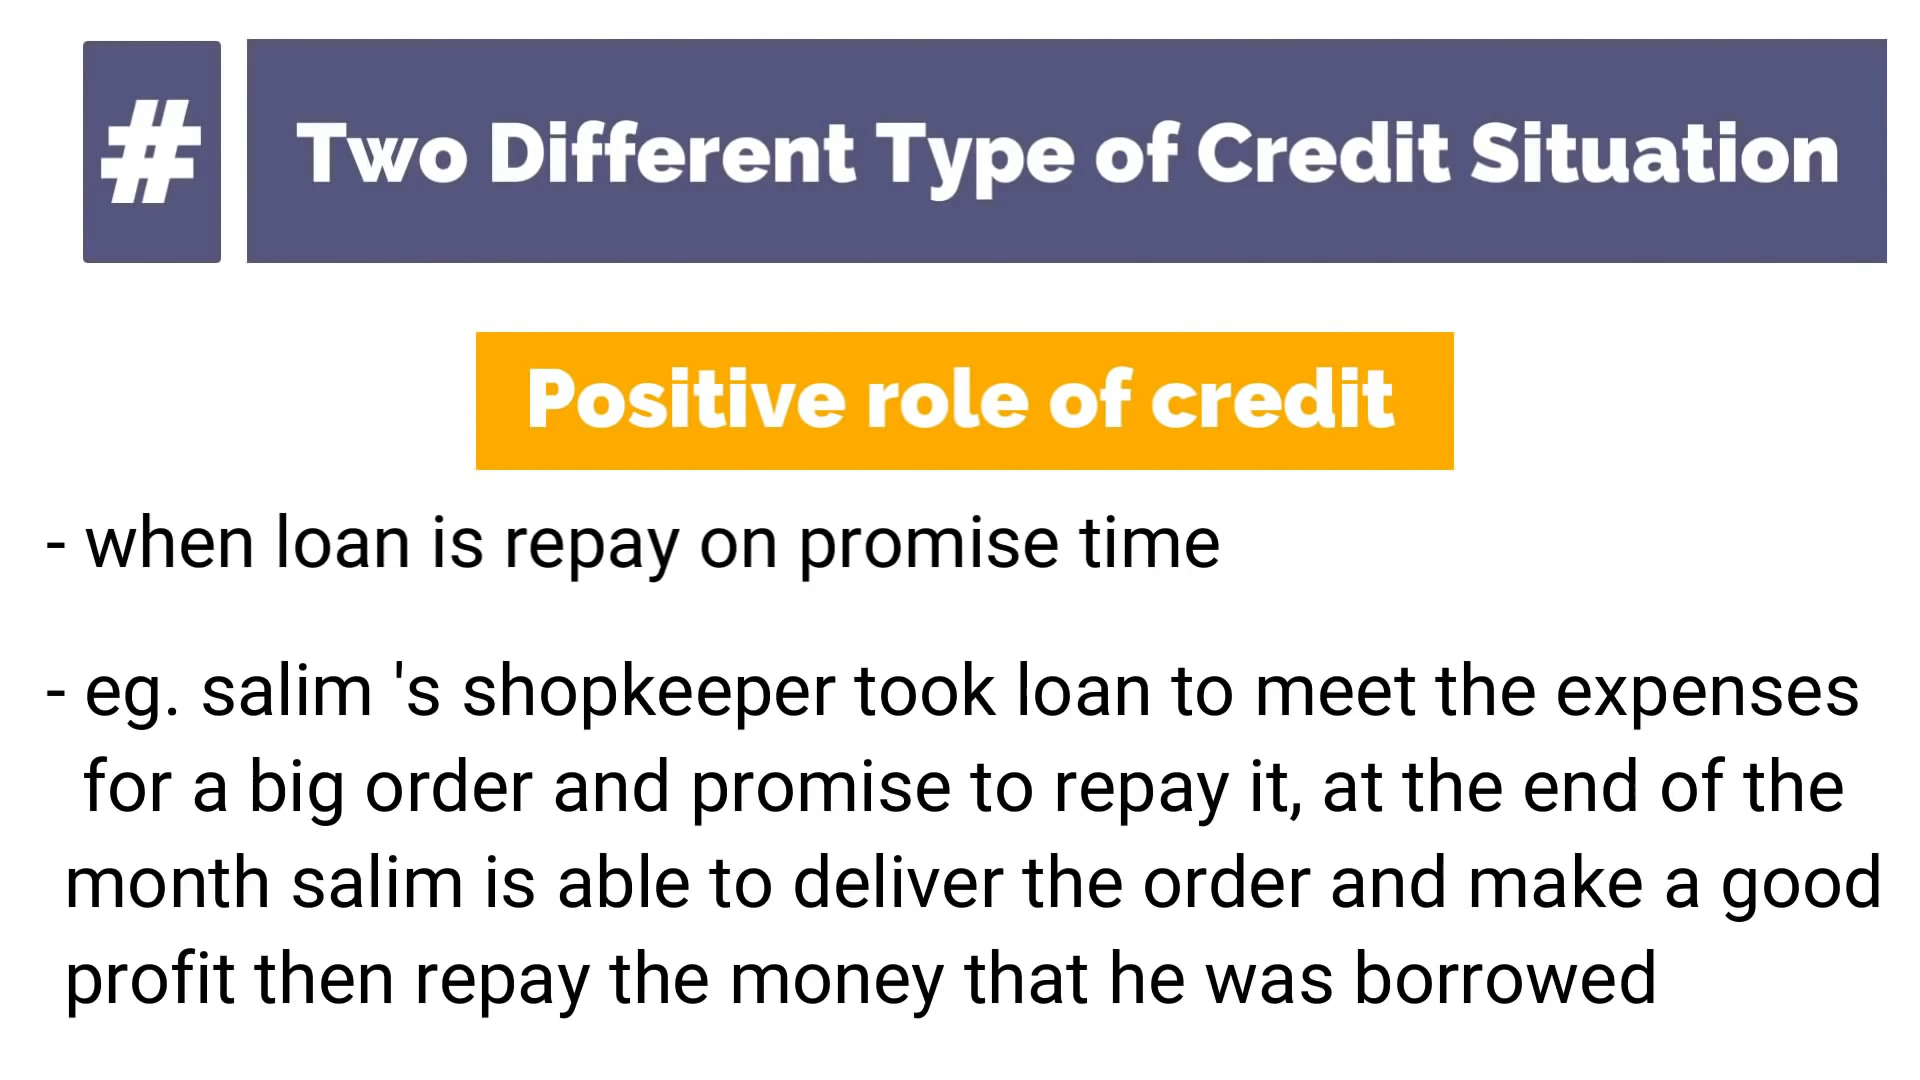 # Two Different Type of Credit Situation
Positive role of credit
- when loan is repay on promise time
- eg. salim 's shopkeeper took loan to meet the expenses
for a big order and promise to repay it, at the end of the
month salim is able to deliver the order and make a good
profit then repay the money that he was borrowed